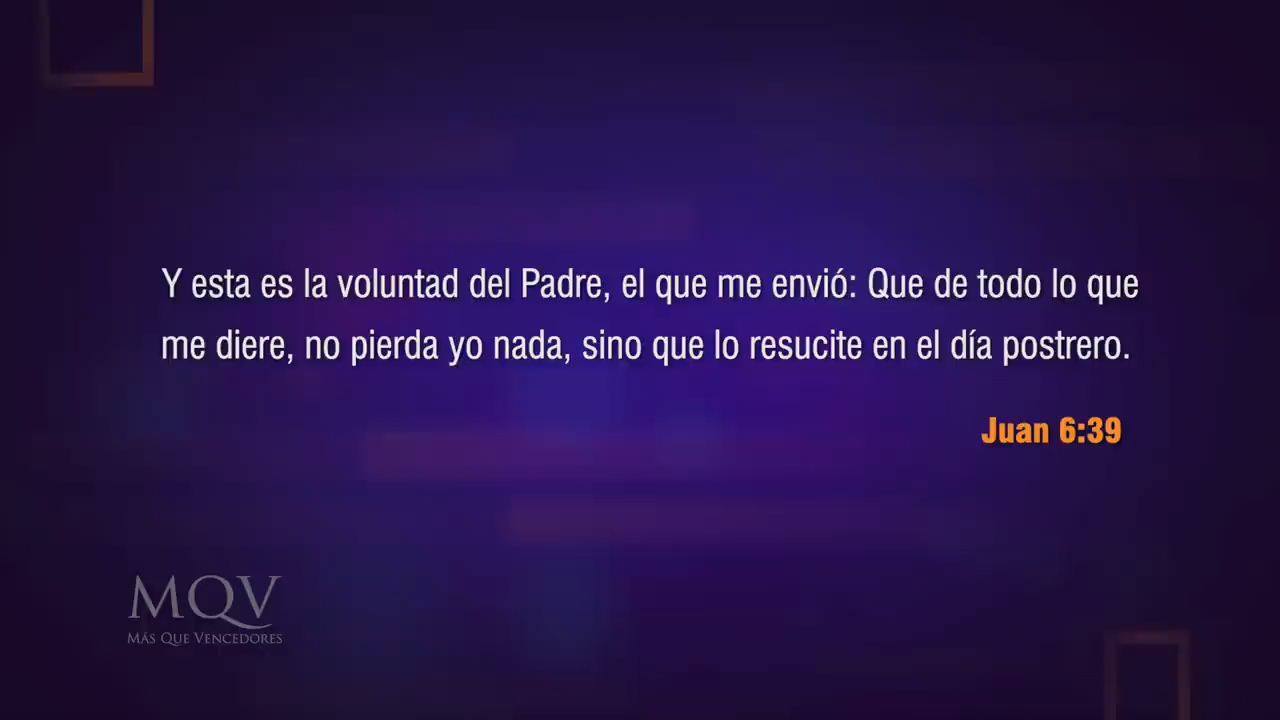 Y esta es la voluntad del Padre, el que me envió: Que de todo lo que
me diere, no pierda yo nada, sino que lo resucite en el día postrero.
Juan 6:39
MQV
MÁS QUE VENCEDORES